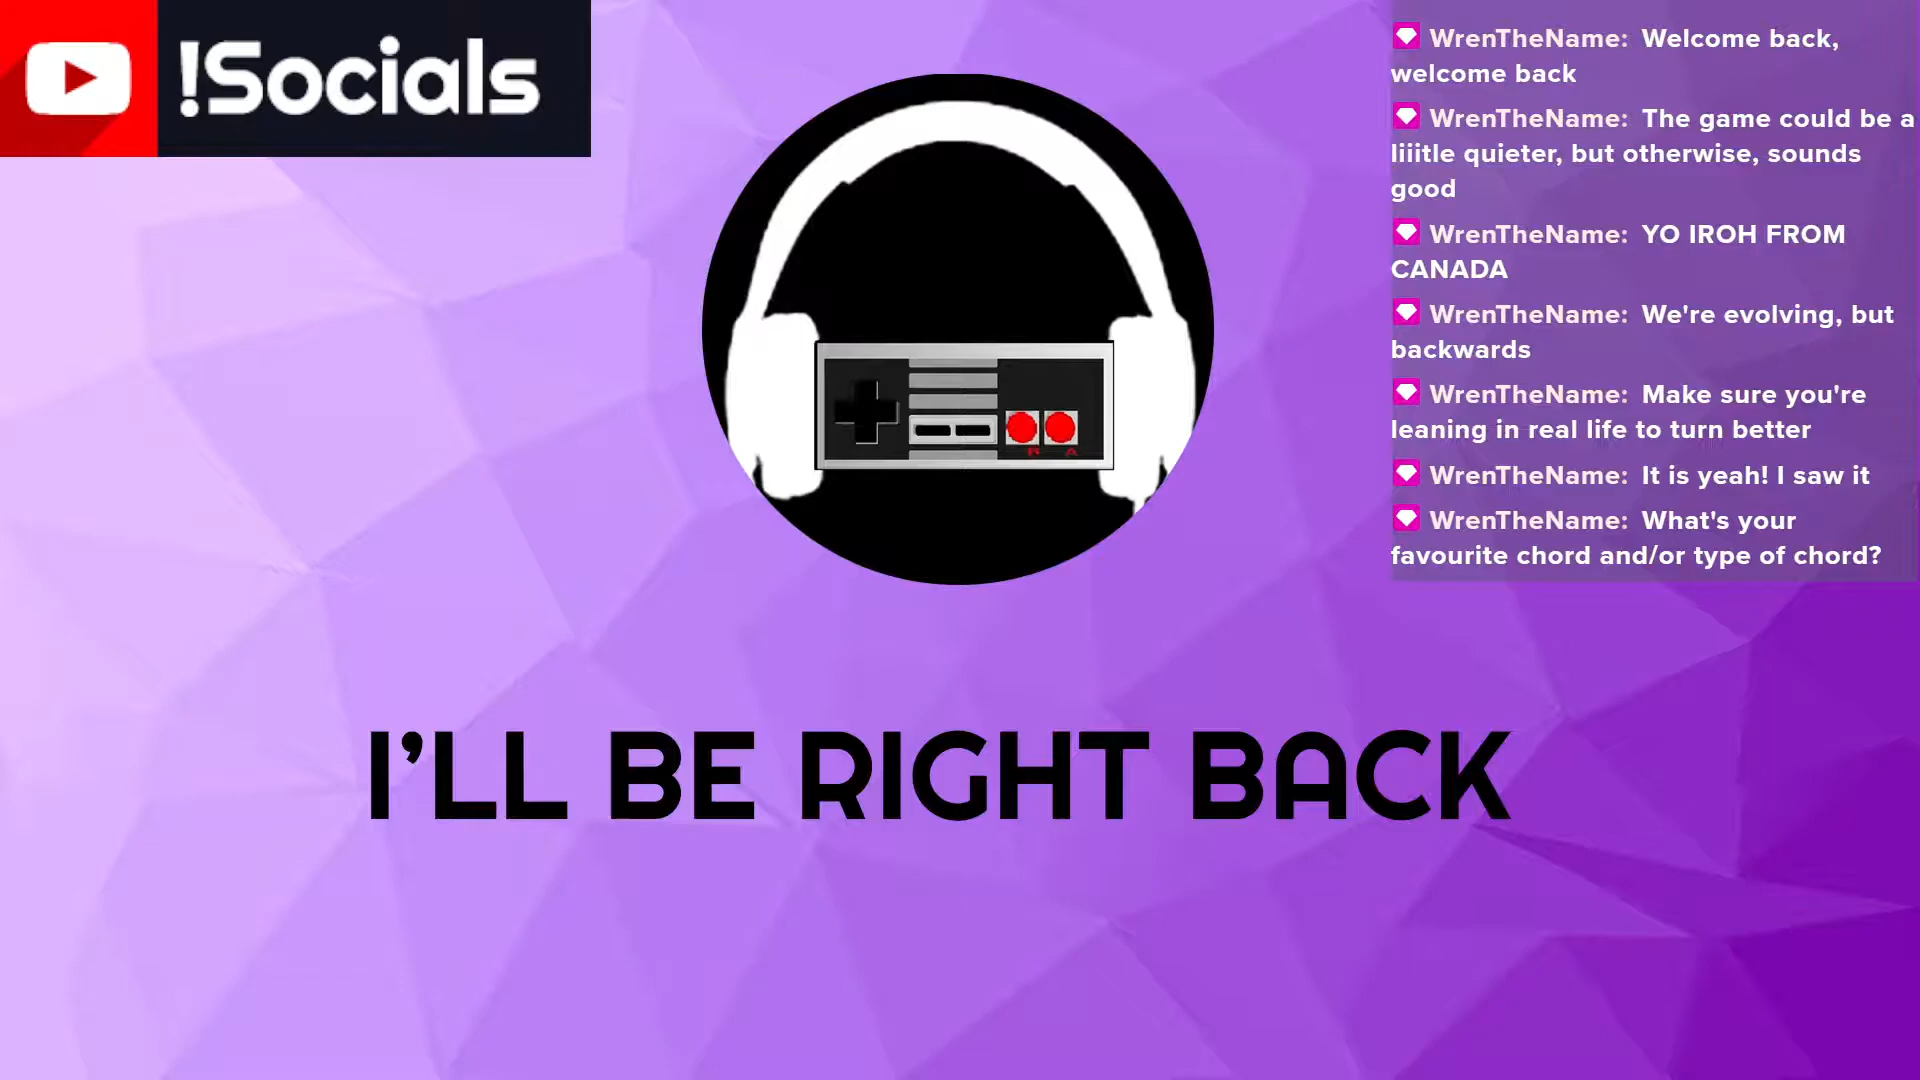 !Socials
WrenTheName: Welcome back,
welcome back
WrenTheName: The game could be a
liiitle quieter, but otherwise, sounds
good
WrenTheName: YO IROH FROM
CANADA
WrenTheName: We're evolving, but
backwards
WrenTheName: Make sure you're
leaning in real life to turn better
WrenTheName: It is yeah! I saw it
WrenTheName: What's your
favourite chord and/or type of chord?
B A
I'LL BE RIGHT BACK